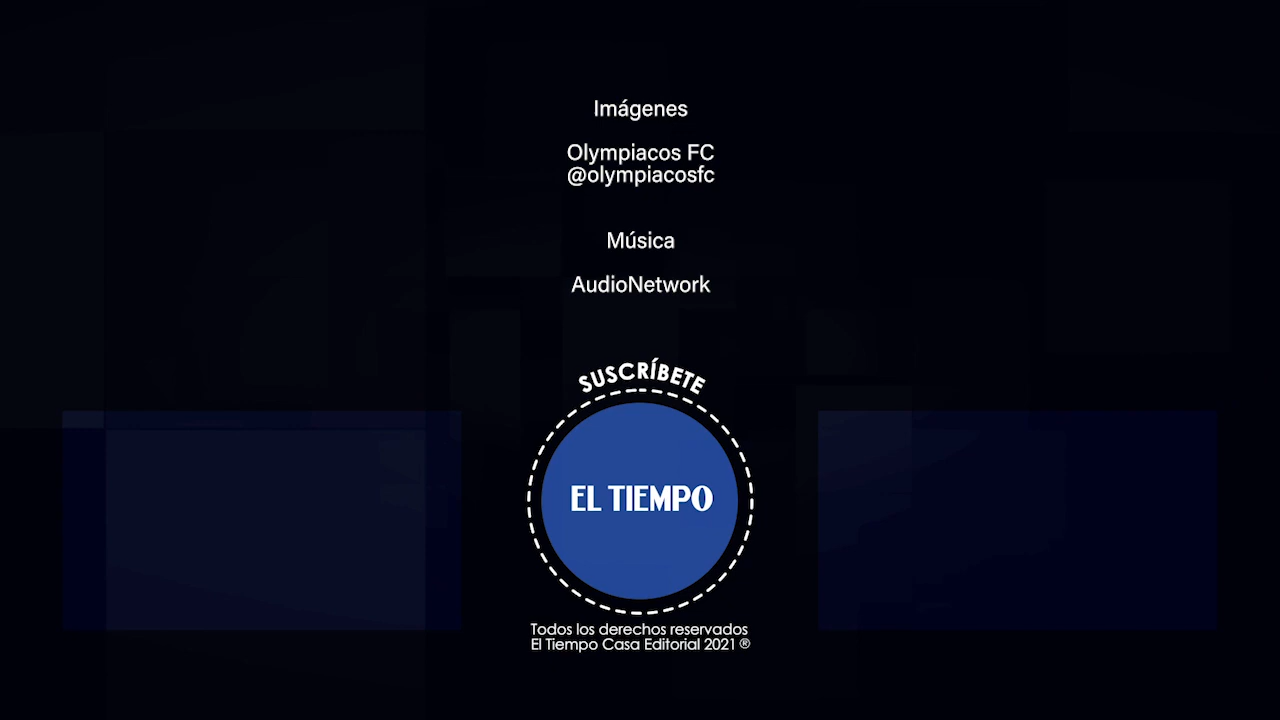 Imágenes
Olympiacos FC
@olympiacosfc
Música
AudioNetwork
SUSCRÍBETE
EL TIEMPO
Todos los derechos reservados
El Tiempo Casa Editorial 2021 ®